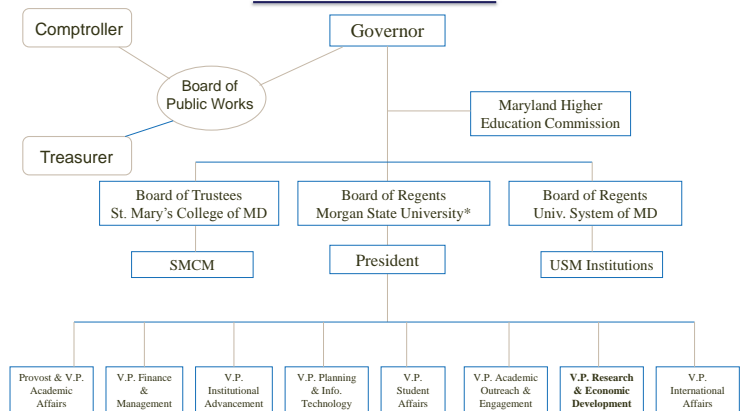 Comptroller
Governor
Board of
Public Works
Maryland Higher
Education Commission
Treasurer
Board of Trustees
St. Mary's College of MD
Board of Regents
Morgan State University*
Board of Regents
Univ. System of MD
SMCM
President
USM Institutions
Provost & V.P.
Academic
Affairs
V.P. Finance
&
Management
V.P.
Institutional
Advancement
V.P. Planning
& Info.
Technology
V.P.
Student
Affairs
V.P. Academic
Outreach &
Engagement
V.P. Research
& Economic
Development
V.P.
International
Affairs